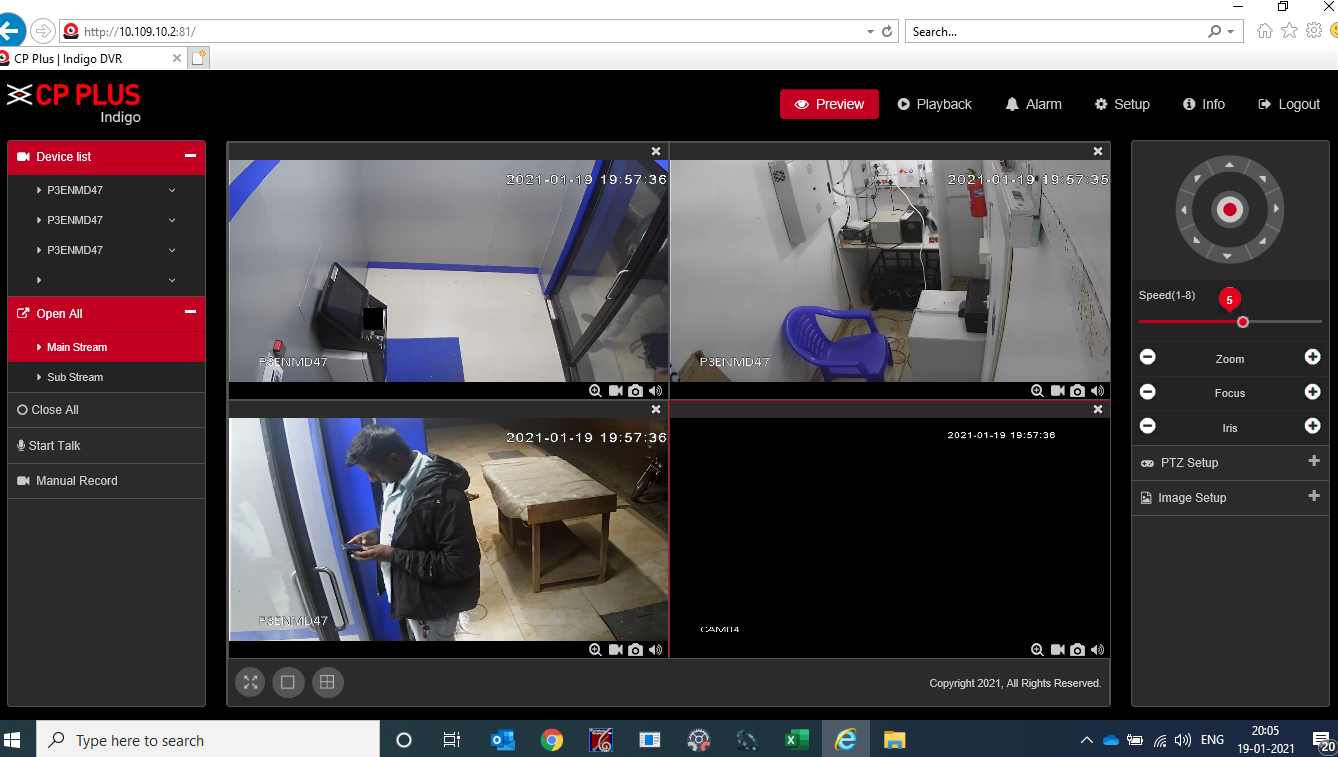 http://10.109.10.2:81/
Search...
CP Plus | Indigo DVR
CP PLUS
Indigo
Preview
Playback
Alarm
Setup
Info
Logout
Device list
P3ENMD47
P3ENMD47
P3ENMD47
Open All
Main Stream
Sub Stream
Close All
Start Talk
Manual Record
2021-01-19 19:57:36
P3ENMD47
2021-01-19 19:57:35
P3ENMD47
2021-01-19 19:57:36
P3ENMD47
2021-01-19 19:57:36
CAM04
Copyright 2021, All Rights Reserved.
Speed(1-8)
5
Zoom
Focus
Iris
PTZ Setup
Image Setup
Type here to search
ENG
20:05
19-01-2021
20